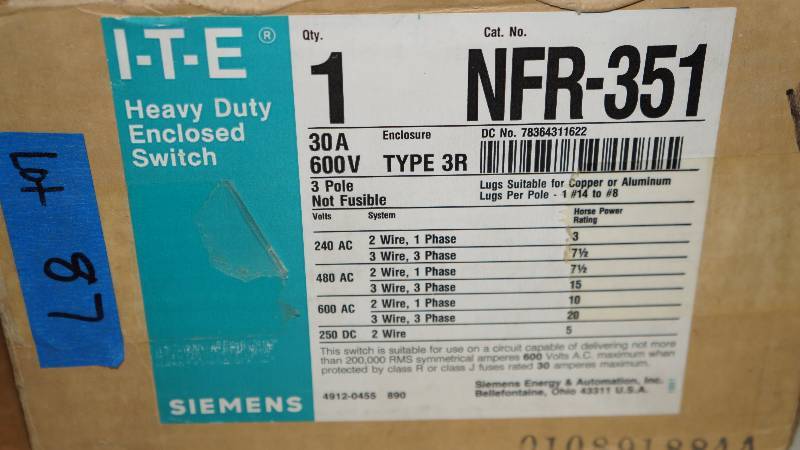 I-T-E ®
Heavy Duty
Enclosed
Switch
SIEMENS
Qty.
1
Cat. No.
NFR-351
30 A
600 V
Enclosure
TYPE 3R
DC No. 78364311622
3 Pole
Not Fusible
Lugs Suitable for Copper or Aluminum
Lugs Per Pole - 1 #14 to #8
Volts System Horse Power
Rating
240 AC 2 Wire, 1 Phase 3
3 Wire, 3 Phase 7½
480 AC 2 Wire, 1 Phase 7½
3 Wire, 3 Phase 15
600 AC 2 Wire, 1 Phase 10
3 Wire, 3 Phase 20
250 DC 2 Wire 5
This switch is suitable for use on a circuit capable of delivering not more
than 200,000 RMS symmetrical amperes 600 Volts A.C. maximum when
protected by class R or class J fuses rated 30 amperes maximum.
Siemens Energy & Automation, Inc.
Bellefontaine, Ohio 43311 U.S.A.
4912-0455 890
Lot
87